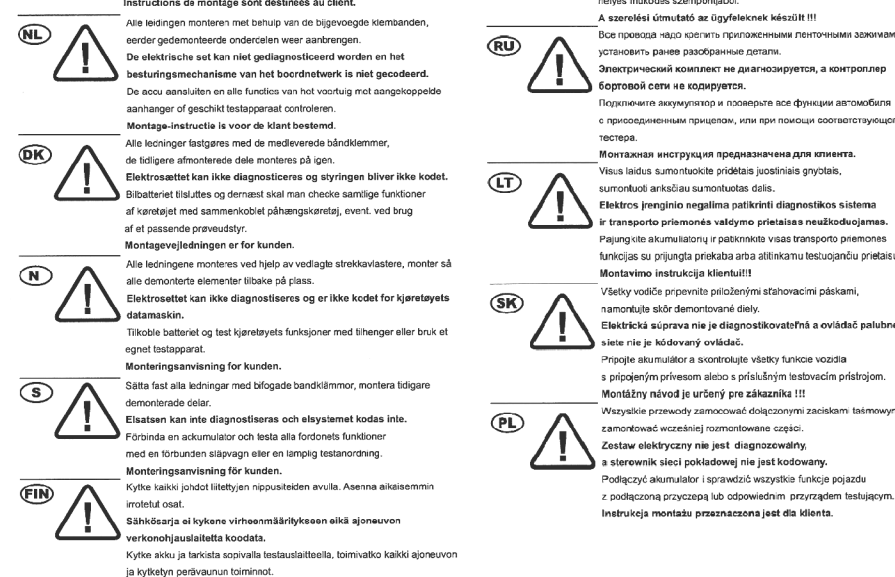 Instructions de montage sont destinées au client.
NL
Alle leidingen monteren met behulp van de bijgevoegde klembanden,
eerder gedemonteerde onderdelen weer aanbrengen.
De elektrische set kan niet gediagnosticeerd worden en het
besturingsmechanisme van het boordnetwerk is niet gecodeerd.
De accu aansluiten en alle functies van het voertuig met aangekoppelde
aanhanger of geschikt testapparaat controleren.
Montage-instructie is voor de klant bestemd.
DK
Alle ledninger fastgøres med de medleverede båndklemmer,
de tidligere afmonterede dele monteres på igen.
Elektrosættet kan ikke diagnosticeres og styringen bliver ikke kodet.
Bilbatteriet tilsluttes og dernæst skal man checke samtlige funktioner
af køretøjet med sammenkoblet påhængskøretøj, event. ved brug
af et passende prøveudstyr.
Montagevejledningen er for kunden.
N
Alle ledningene monteres ved hjelp av vedlagte strekkavlastere, monter så
alle demonterte elementer tilbake på plass.
Elektrosettet kan ikke diagnostiseres og er ikke kodet for kjøretøyets
datamaskin.
Tilkoble batteriet og test kjøretøyets funksjoner med tilhenger eller bruk et
egnet testapparat.
Monteringsanvisning for kunden.
S
Sätta fast alla ledningar med bifogade bandklämmor, montera tidigare
demonterade delar.
Elsatsen kan inte diagnostiseras och elsystemet kodas inte.
Förbinda en ackumulator och testa alla fordonets funktioner
med en förbunden släpvagn eller en lämplig testanordning.
Monteringsanvisning för kunden.
FIN
Kytke kaikki johdot liitettyjen nippusiteiden avulla. Asenna aikaisemmin
irrotetut osat.
Sähkösarja ei kykene virheenmääritykseen eikä ajoneuvon
verkonohjauslaitetta koodata.
Kytke akku ja tarkista sopivalla testauslaitteella, toimivatko kaikki ajoneuvon
ja kytketyn perävaunun toiminnot.
helyes működés szempontjából.
A szerelési útmutató az ügyfeleknek készült !!!
RU
Все провода надо крепить приложенными ленточными зажимам
установить ранее разобранные детали.
Электрический комплект не диагнозируется, а контроллер
бортовой сети не кодируется.
Подключите аккумулятор и проверьте все функции автомобиля
с присоединенным прицепом, или при помощи соответствующо
тестера.
Монтажная инструкция предназначена для клиента.
LT
Visus laidus sumontuokite pridėtais juostiniais gnybtais,
sumontuoti anksčiau sumontuotas dalis.
Elektros įrenginio negalima patikrinti diagnostikos sistema
ir transporto priemonės valdymo prietaisas neužkoduojamas.
Pajungkite akumuliatorių ir patikrinkite visas transporto priemonės
funkcijas su prijungta priekaba arba atitinkamu testuojančiu prietaisu
Montavimo instrukcija klientui!!!
SK
Všetky vodiče pripevnite priloženými sťahovacími páskami,
namontujte skôr demontované diely.
Elektrická súprava nie je diagnostikovateľná a ovládač palubne
siete nie je kódovaný ovládač.
Pripojte akumulátor a skontrolujte všetky funkcie vozidla
s pripojeným prívesom alebo s príslušným testovacím prístrojom.
Montážny návod je určený pre zákazníka !!!
PL
Wszystkie przewody zamocować dołączonymi zaciskami taśmowym
zamontować wcześniej rozmontowane części.
Zestaw elektryczny nie jest diagnozowalny,
a sterownik sieci pokładowej nie jest kodowany.
Podłączyć akumulator i sprawdzić wszystkie funkcje pojazdu
z podłączoną przyczepą lub odpowiednim przyrządem testującym.
Instrukcja montażu przeznaczona jest dla klienta.